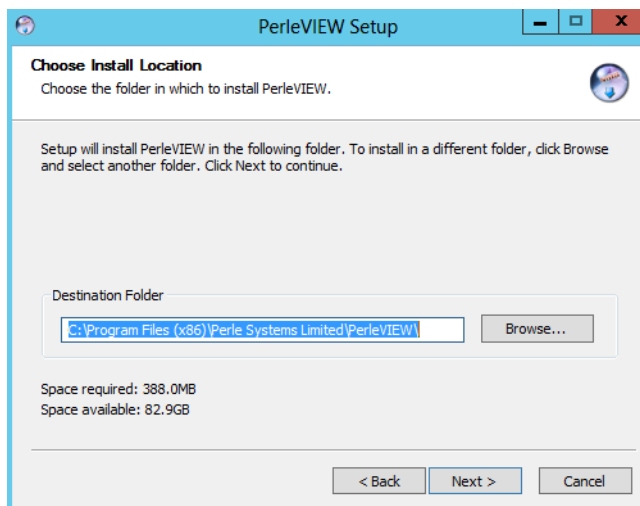 PerleVIEW Setup
Choose Install Location
Choose the folder in which to install PerleVIEW.
Setup will install PerleVIEW in the following folder. To install in a different folder, click Browse
and select another folder. Click Next to continue.
Destination Folder
C:\Program Files (x86)\Perle Systems Limited\PerleVIEW\
Browse...
Space required: 388.0MB
Space available: 82.9GB
< Back Next > Cancel